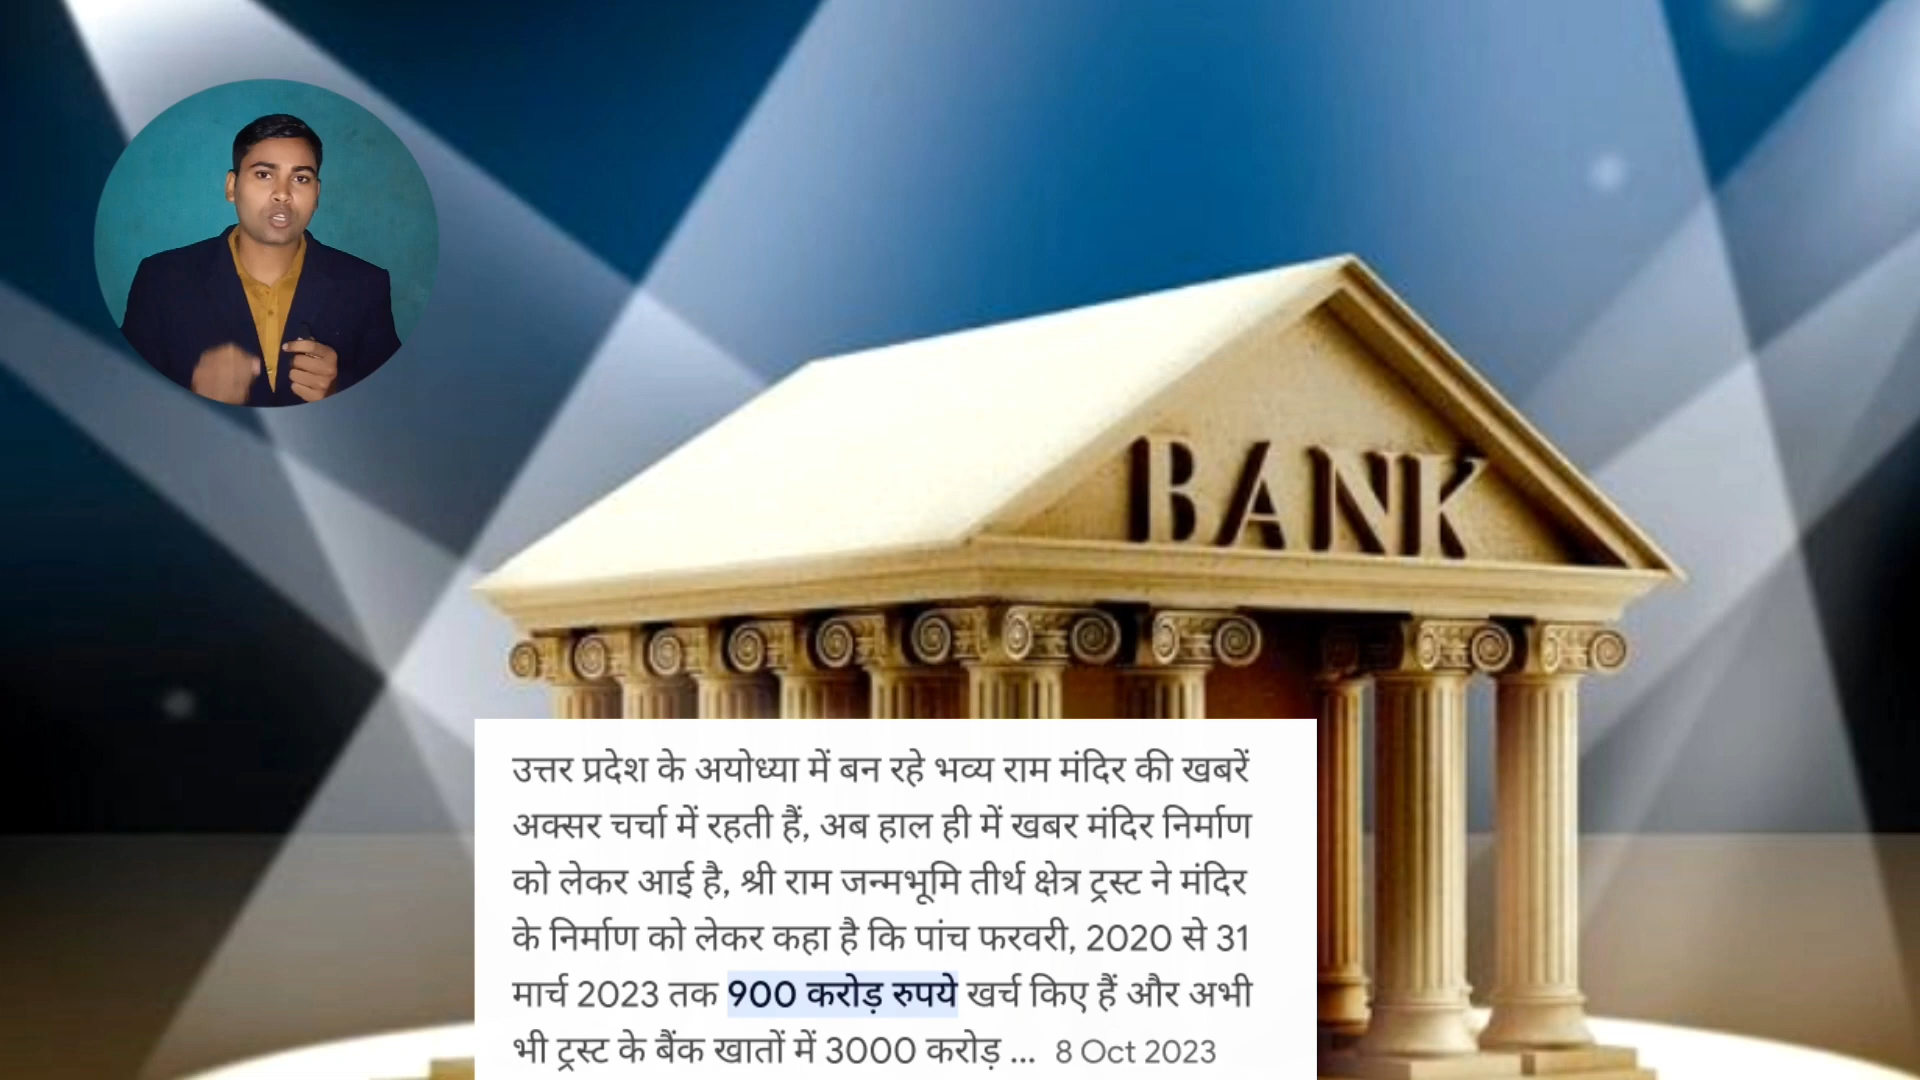 BANK
उत्तर प्रदेश के अयोध्या में बन रहे भव्य राम मंदिर की खबरें
अक्सर चर्चा में रहती हैं, अब हाल ही में खबर मंदिर निर्माण
को लेकर आई है, श्री राम जन्मभूमि तीर्थ क्षेत्र ट्रस्ट ने मंदिर
के निर्माण को लेकर कहा है कि पांच फरवरी, 2020 से 31
मार्च 2023 तक 900 करोड़ रुपये खर्च किए हैं और अभी
भी ट्रस्ट के बैंक खातों में 3000 करोड़ ... 8 Oct 2023